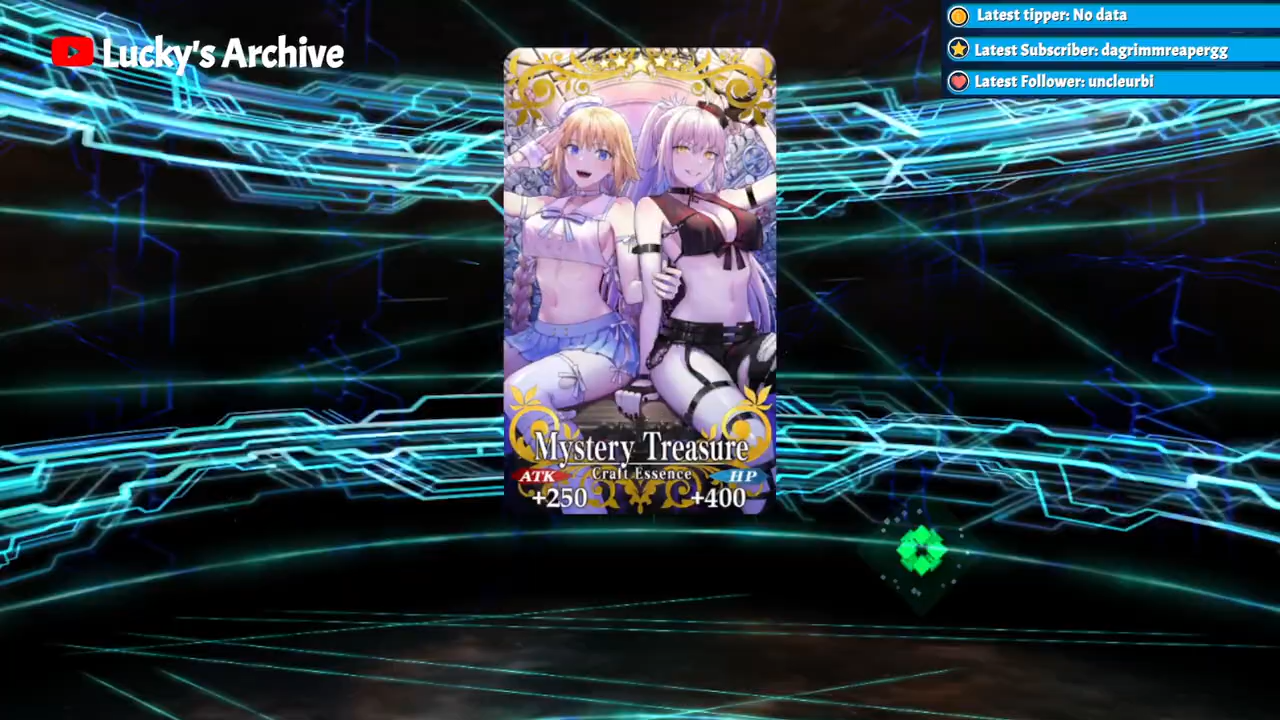 Lucky's Archive
Latest tipper: No data
Latest Subscriber: dagrimmreapergg
Latest Follower: uncleurbi
Mystery Treasure
ATK Craft Essence HP
+250 +400